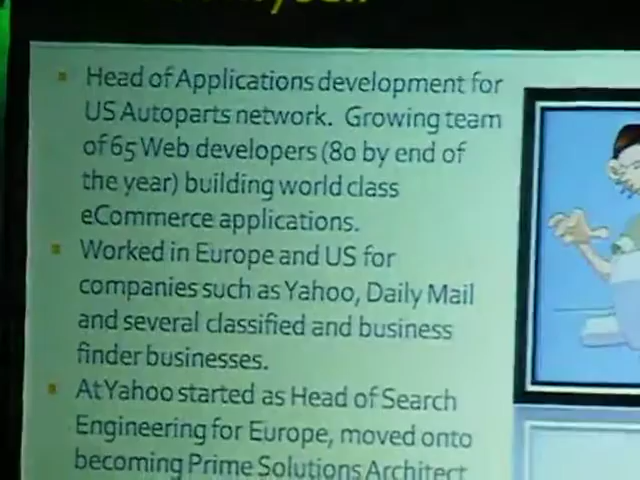 Head of Applications development for
US Autoparts network. Growing team
of 65 Web developers (80 by end of
the year) building world class
eCommerce applications.
Worked in Europe and US for
companies such as Yahoo, Daily Mail
and several classified and business
finder businesses.
At Yahoo started as Head of Search
Engineering for Europe, moved onto
becoming Prime Solutions Architect